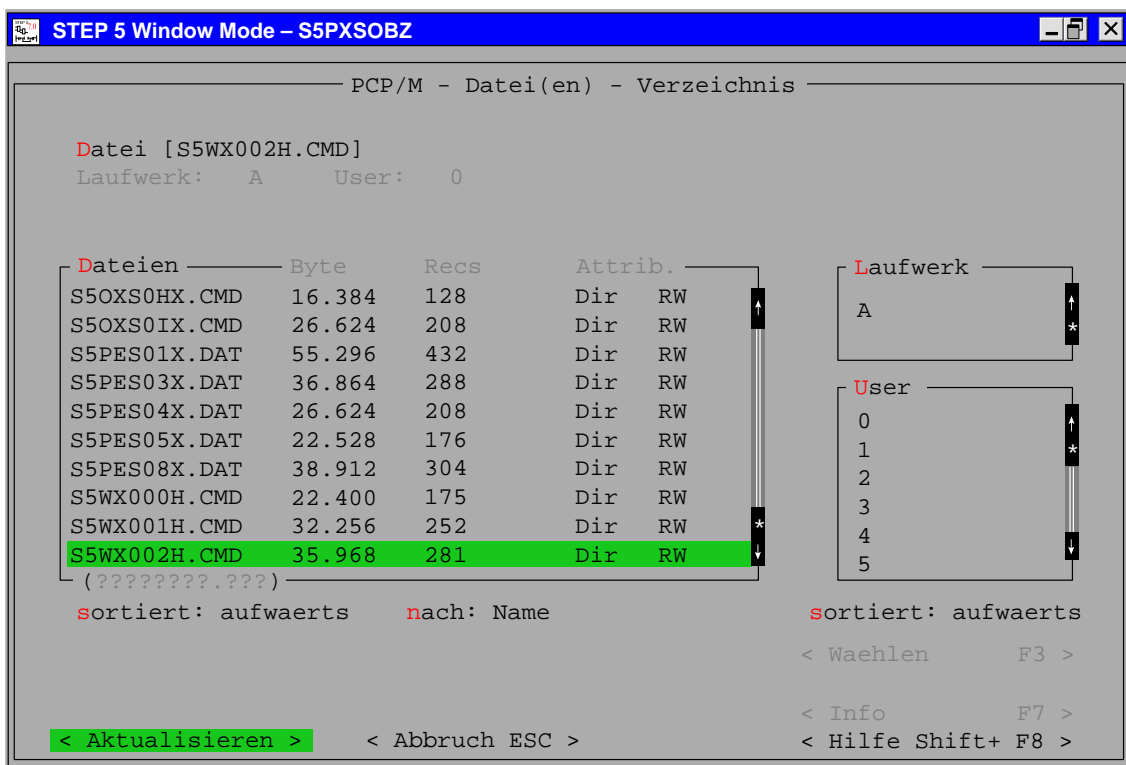 STEP 5 Window Mode – S5PXSOBZ
PCP/M - Datei(en) - Verzeichnis
Datei [S5WX002H.CMD]
Laufwerk: A User: 0
Dateien Byte Recs Attrib.
S5OXS0HX.CMD 16.384 128 Dir RW
S5OXS0IX.CMD 26.624 208 Dir RW
S5PES01X.DAT 55.296 432 Dir RW
S5PES03X.DAT 36.864 288 Dir RW
S5PES04X.DAT 26.624 208 Dir RW
S5PES05X.DAT 22.528 176 Dir RW
S5PES08X.DAT 38.912 304 Dir RW
S5WX000H.CMD 22.400 175 Dir RW
S5WX001H.CMD 32.256 252 Dir RW
S5WX002H.CMD 35.968 281 Dir RW
(????????.???)
sortiert: aufwaerts nach: Name
Laufwerk
A
User
0
1
2
3
4
5
sortiert: aufwaerts
< Waehlen F3 >
< Info F7 >
< Aktualisieren > < Abbruch ESC > < Hilfe Shift+ F8 >